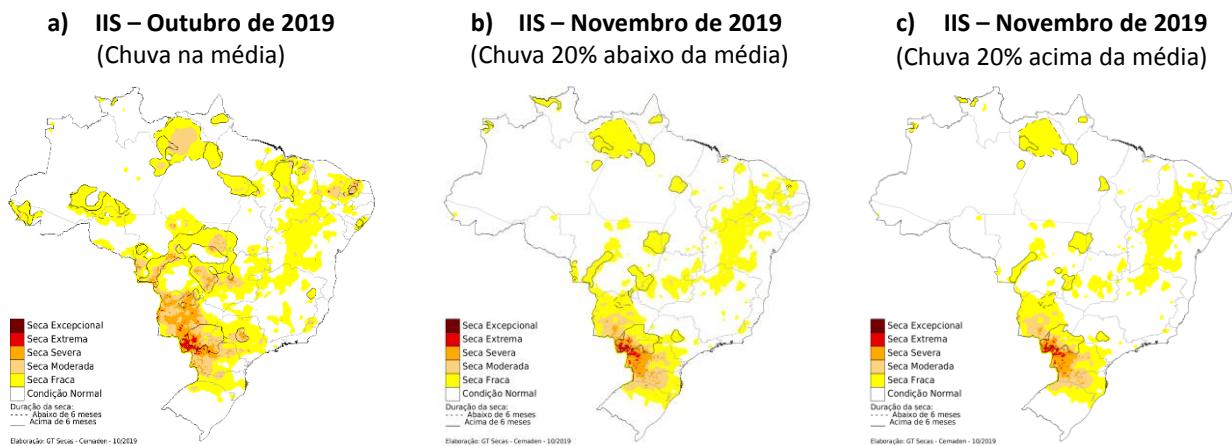 a) IIS – Outubro de 2019
(Chuva na média)
Seca Excepcional
Seca Extrema
Seca Severa
Seca Moderada
Seca Fraca
Condição Normal
Duração da seca:
Abaixo de 6 meses
Acima de 6 meses
Elaboração: GT Secas - Cemaden - 10/2019
b) IIS – Novembro de 2019
(Chuva 20% abaixo da média)
Seca Excepcional
Seca Extrema
Seca Severa
Seca Moderada
Seca Fraca
Condição Normal
Duração da seca:
Abaixo de 6 meses
Acima de 6 meses
Elaboração: GT Secas - Cemaden - 10/2019
c) IIS – Novembro de 2019
(Chuva 20% acima da média)
Seca Excepcional
Seca Extrema
Seca Severa
Seca Moderada
Seca Fraca
Condição Normal
Duração da seca:
Abaixo de 6 meses
Acima de 6 meses
Elaboração: GT Secas - Cemaden - 10/2019